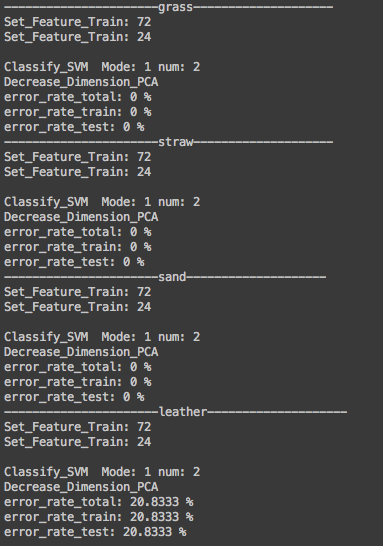 ----------------------grass--------------------
Set_Feature_Train: 72
Set_Feature_Train: 24
Classify_SVM  Mode: 1 num: 2
Decrease_Dimension_PCA
error_rate_total: 0 %
error_rate_train: 0 %
error_rate_test: 0 %
----------------------straw--------------------
Set_Feature_Train: 72
Set_Feature_Train: 24
Classify_SVM  Mode: 1 num: 2
Decrease_Dimension_PCA
error_rate_total: 0 %
error_rate_train: 0 %
error_rate_test: 0 %
----------------------sand--------------------
Set_Feature_Train: 72
Set_Feature_Train: 24
Classify_SVM  Mode: 1 num: 2
Decrease_Dimension_PCA
error_rate_total: 0 %
error_rate_train: 0 %
error_rate_test: 0 %
----------------------leather--------------------
Set_Feature_Train: 72
Set_Feature_Train: 24
Classify_SVM  Mode: 1 num: 2
Decrease_Dimension_PCA
error_rate_total: 20.8333 %
error_rate_train: 20.8333 %
error_rate_test: 20.8333 %